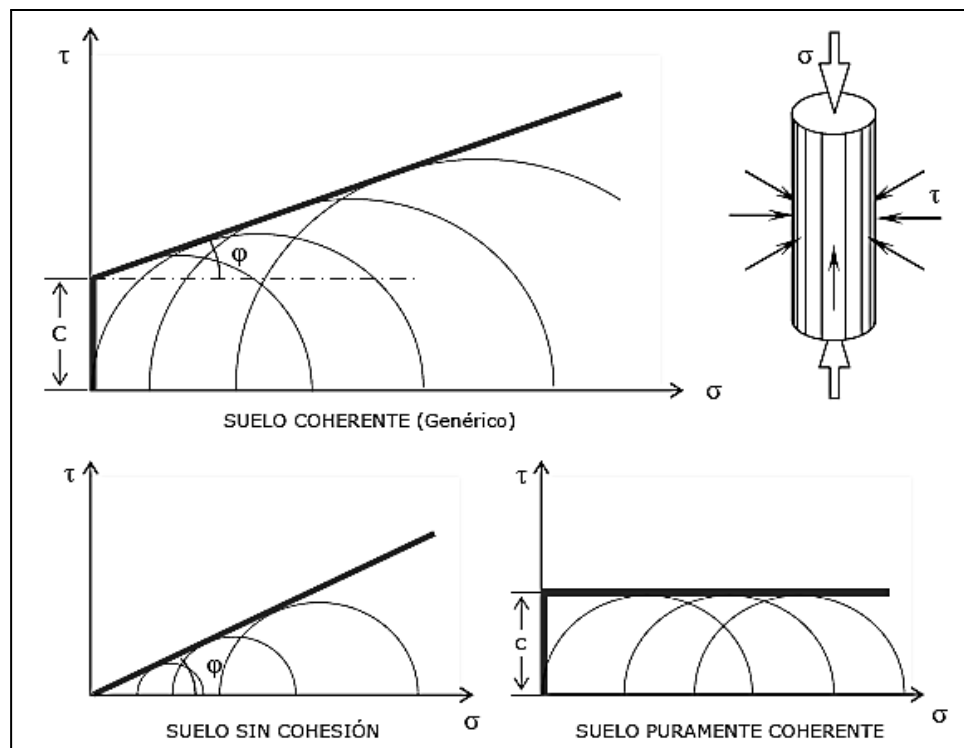 τ
σ
τ
φ
C
σ
SUELO COHERENTE (Genérico)
τ
φ
σ
SUELO SIN COHESIÓN
τ
c
σ
SUELO PURAMENTE COHERENTE